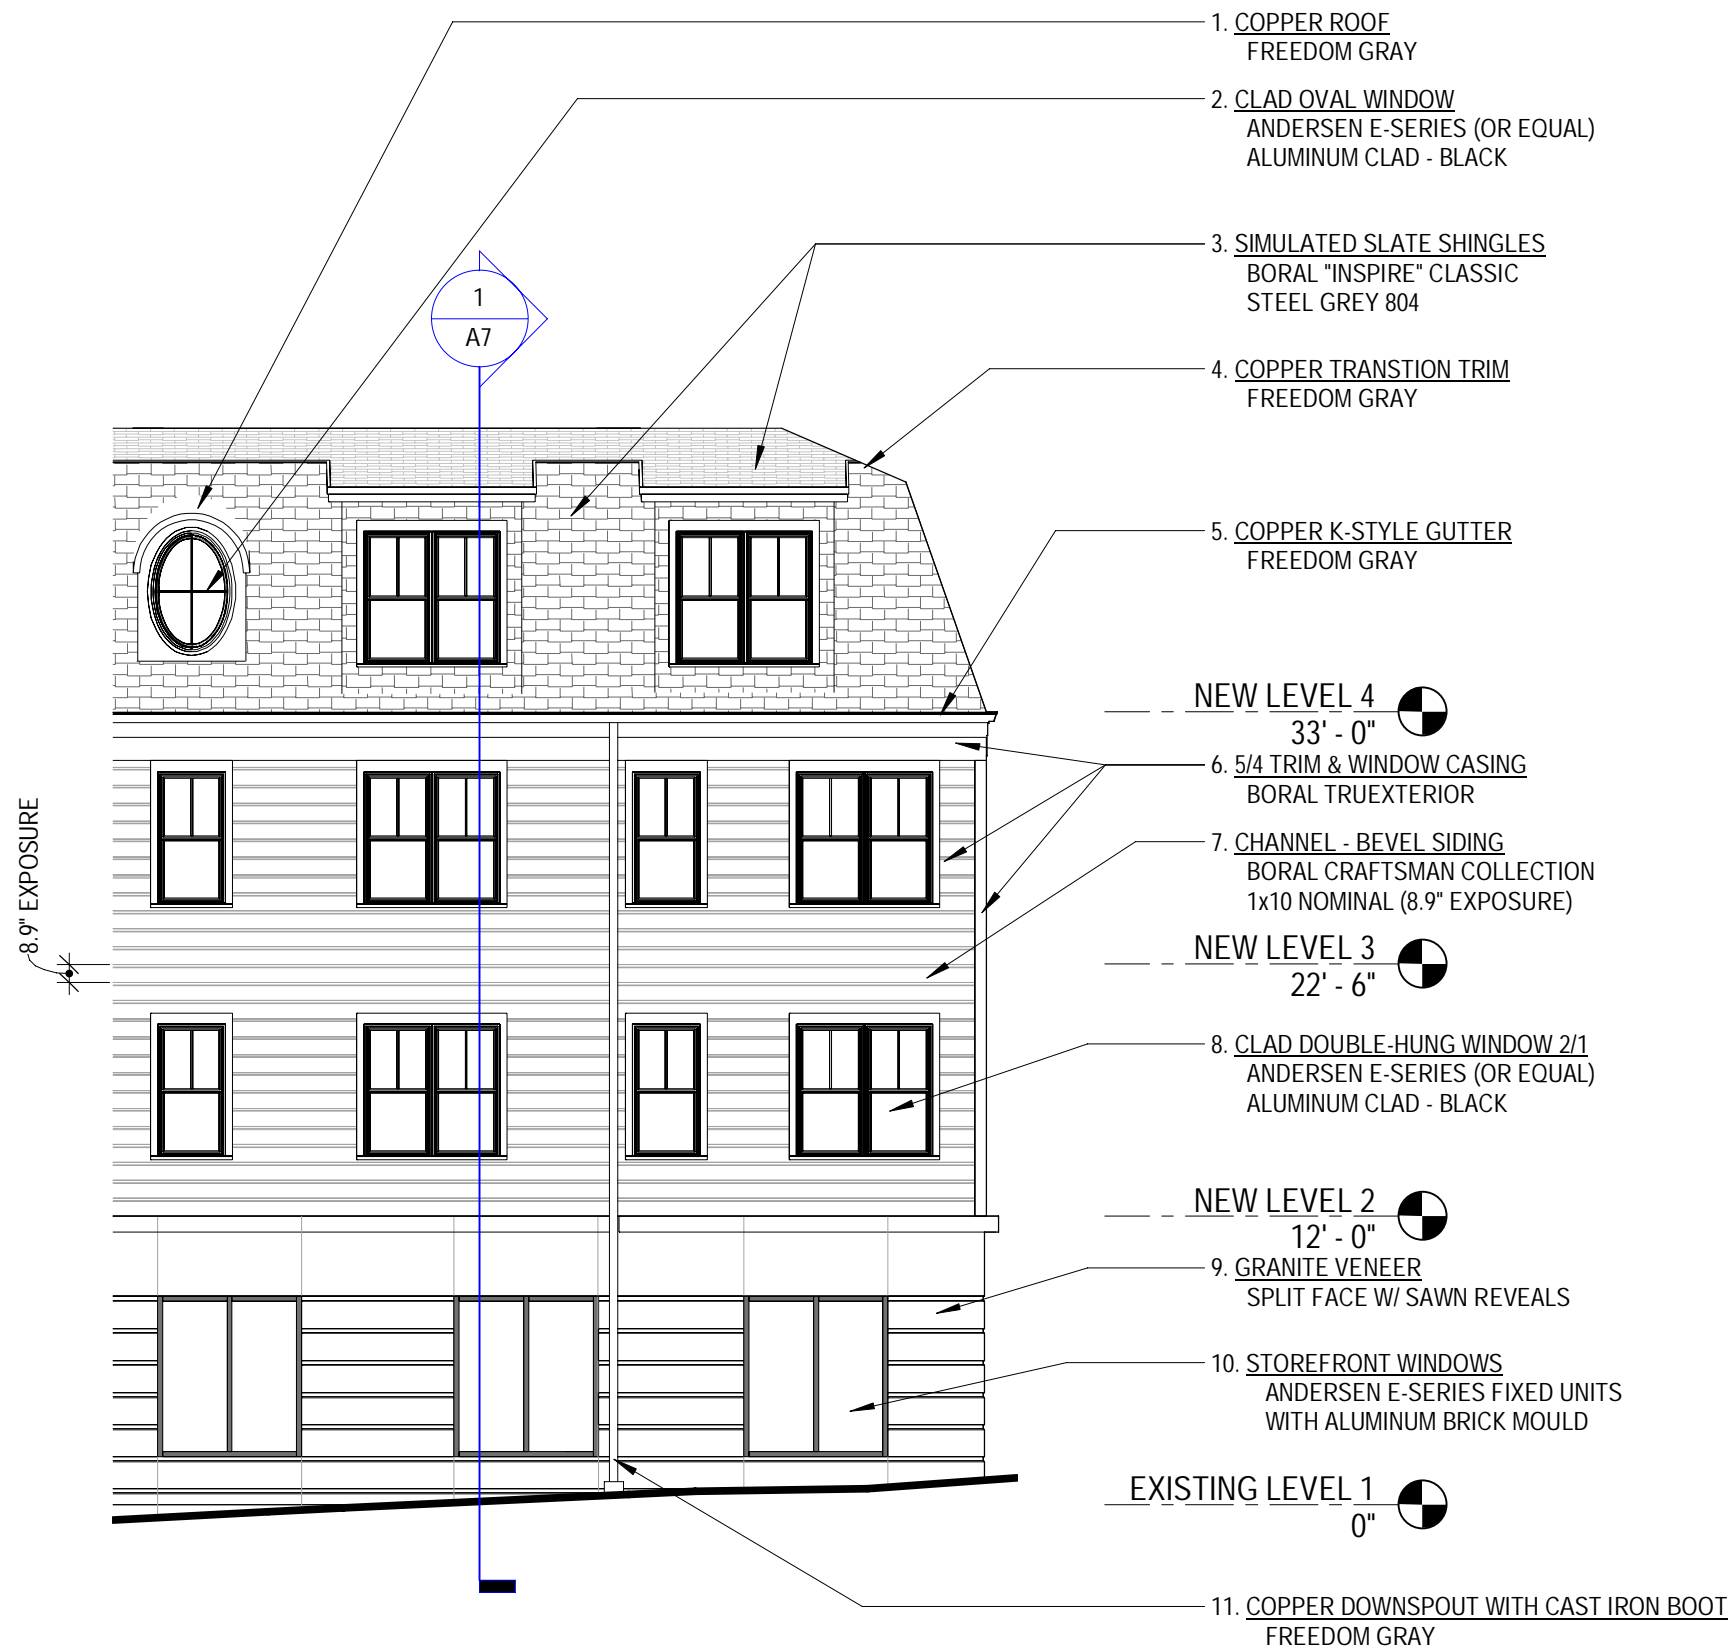 1. COPPER ROOF
FREEDOM GRAY
2. CLAD OVAL WINDOW
ANDERSEN E-SERIES (OR EQUAL)
ALUMINUM CLAD - BLACK
3. SIMULATED SLATE SHINGLES
BORAL "INSPIRE" CLASSIC
STEEL GREY 804
1
A7
4. COPPER TRANSTION TRIM
FREEDOM GRAY
5. COPPER K-STYLE GUTTER
FREEDOM GRAY
NEW LEVEL 4
33' - 0"
6. 5/4 TRIM & WINDOW CASING
BORAL TRUEXTERIOR
7. CHANNEL - BEVEL SIDING
BORAL CRAFTSMAN COLLECTION
1x10 NOMINAL (8.9" EXPOSURE)
8.9" EXPOSURE
NEW LEVEL 3
22' - 6"
8. CLAD DOUBLE-HUNG WINDOW 2/1
ANDERSEN E-SERIES (OR EQUAL)
ALUMINUM CLAD - BLACK
NEW LEVEL 2
12' - 0"
9. GRANITE VENEER
SPLIT FACE W/ SAWN REVEALS
10. STOREFRONT WINDOWS
ANDERSEN E-SERIES FIXED UNITS
WITH ALUMINUM BRICK MOULD
EXISTING LEVEL 1
0"
11. COPPER DOWNSPOUT WITH CAST IRON BOOT
FREEDOM GRAY